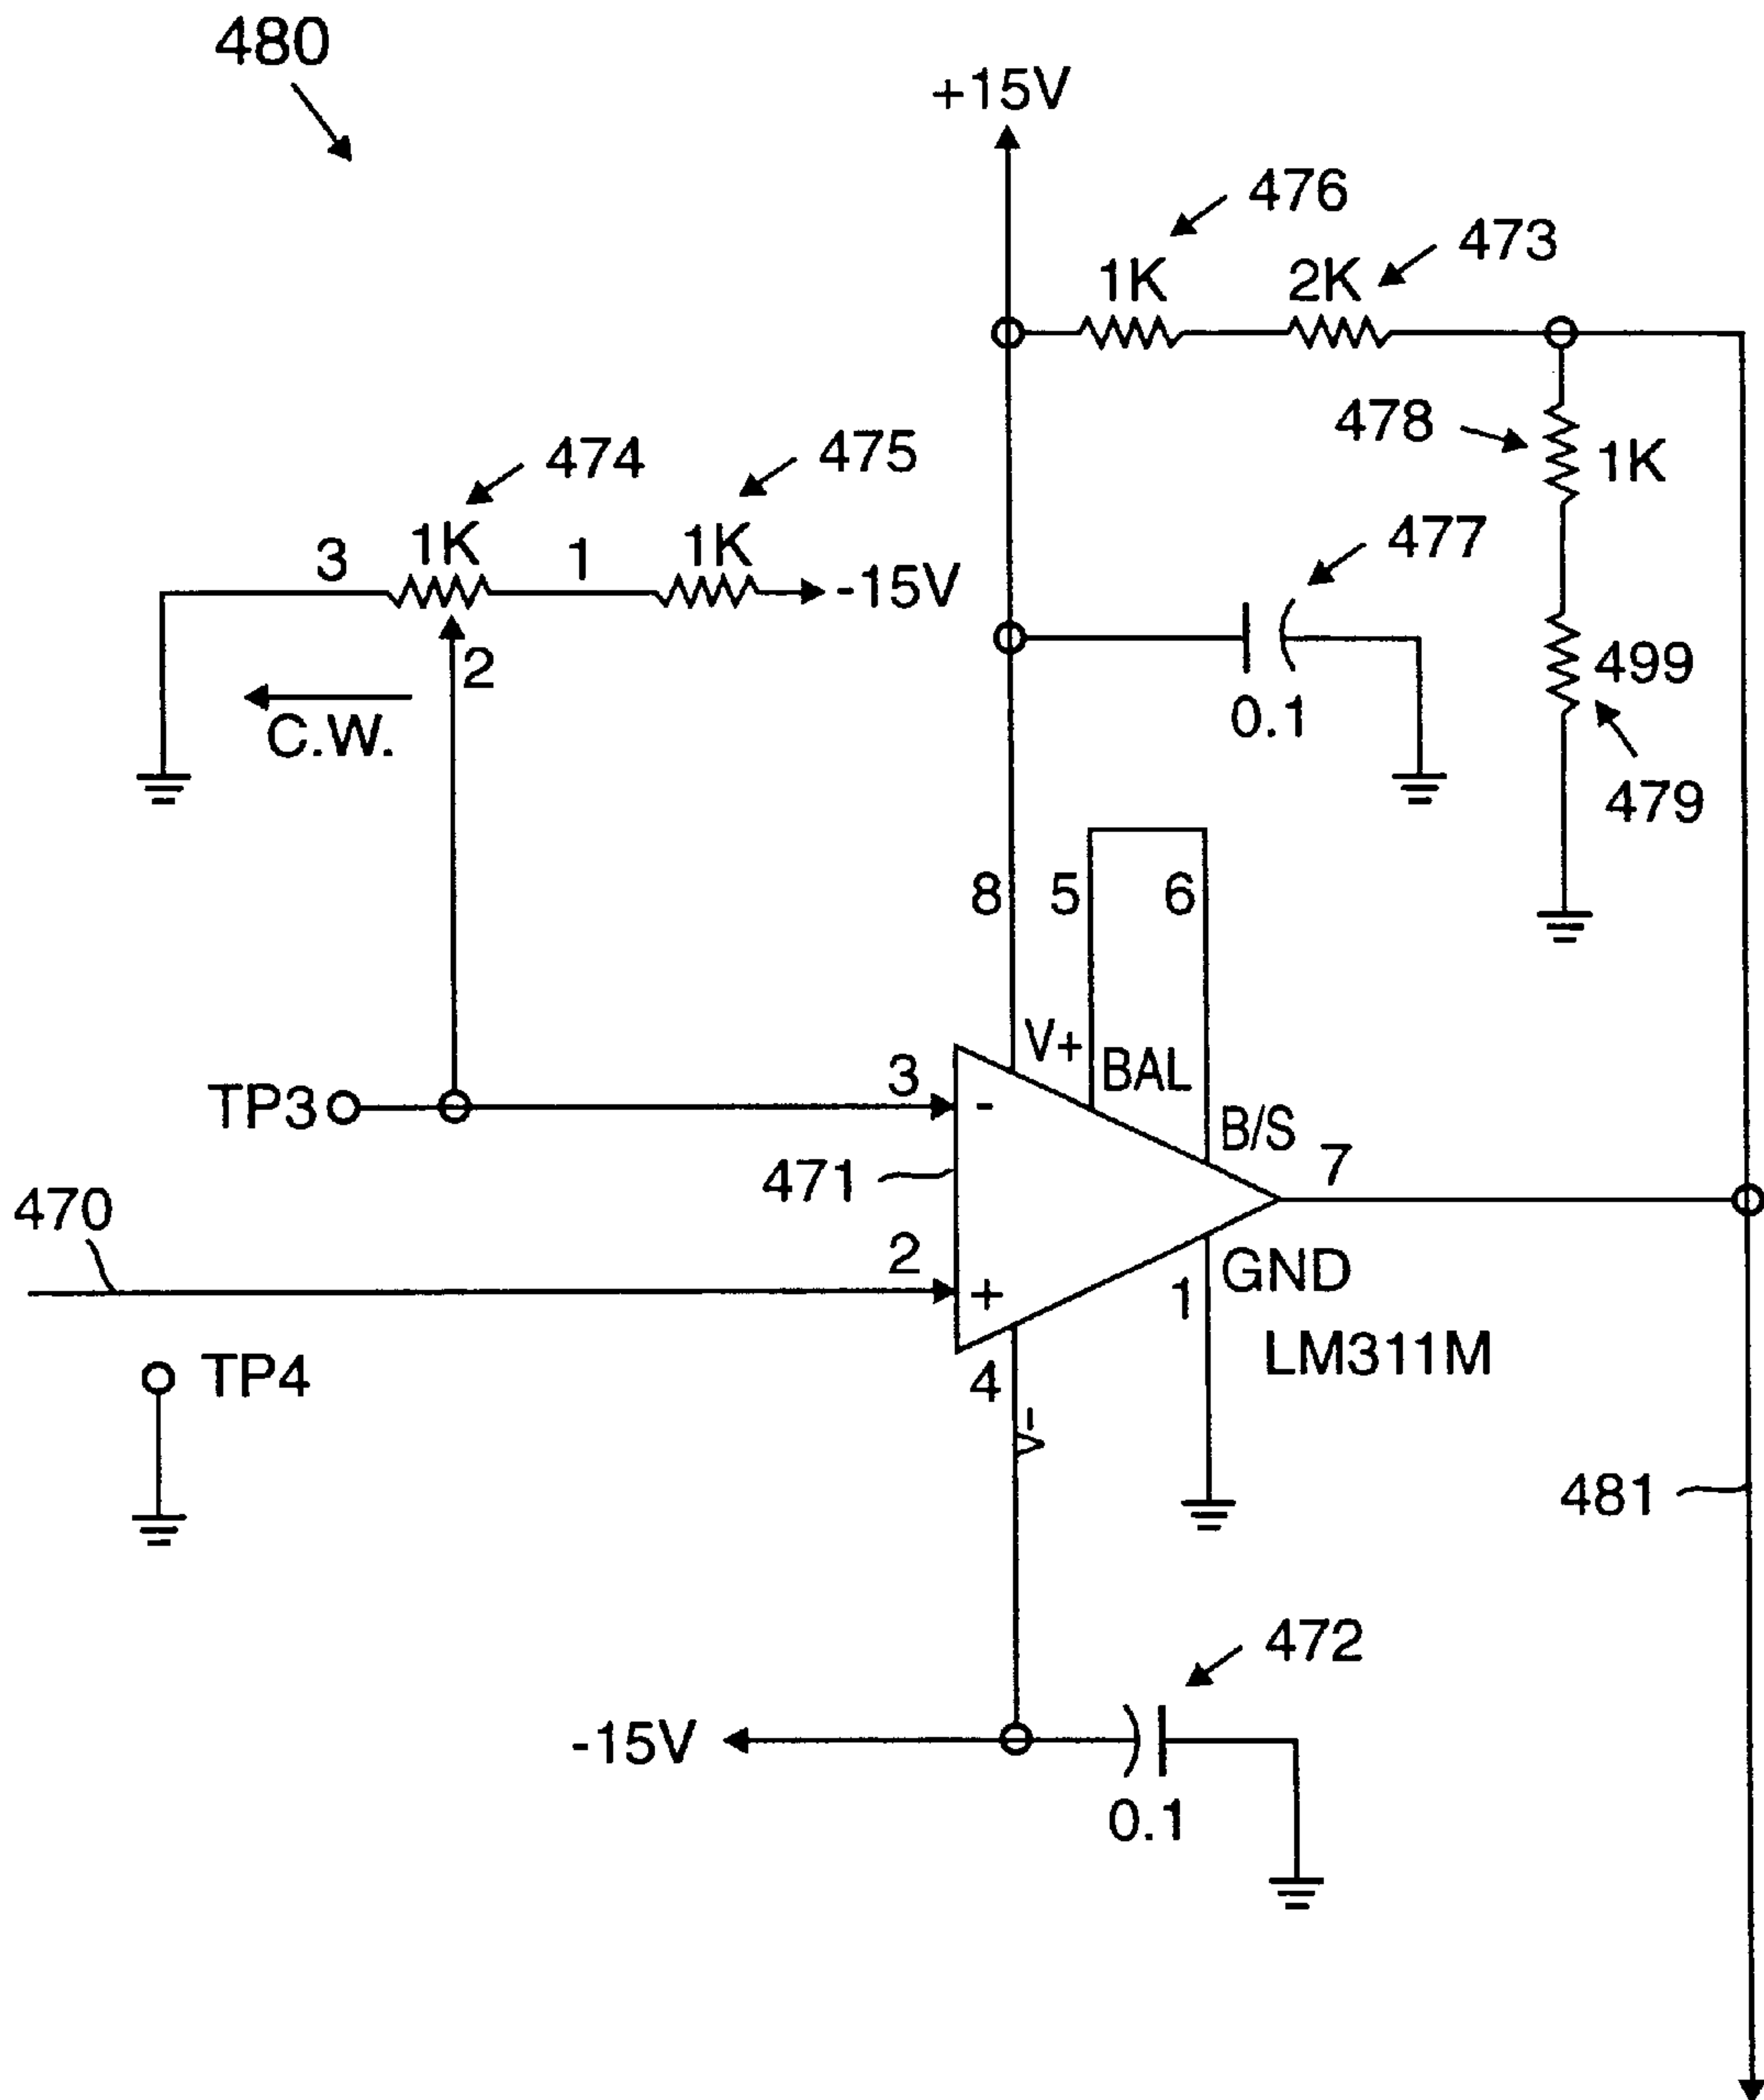 480
+15V
476
473
1K
2K
478
1K
474
475
3
1K
1
1K
-15V
477
2
C.W.
0.1
499
479
8
5
6
V+
BAL
B/S
TP3
3
-
471
7
470
2
+
GND
1
LM311M
TP4
4
V-
481
472
-15V
0.1